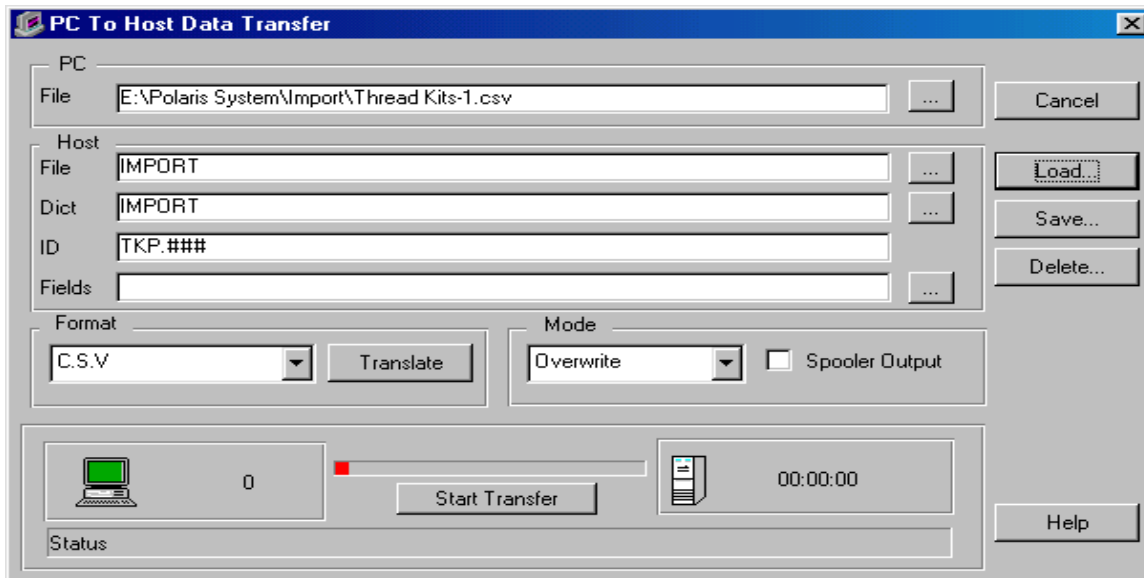 PC To Host Data Transfer
PC
File E:\Polaris System\Import\Thread Kits-1.csv ...
Cancel
Host
File IMPORT ...
Load...
Dict IMPORT ...
Save...
ID TKP.###
Delete...
Fields ...
Format
C.S.V Translate
Mode
Overwrite Spooler Output
0
Start Transfer
00:00:00
Help
Status